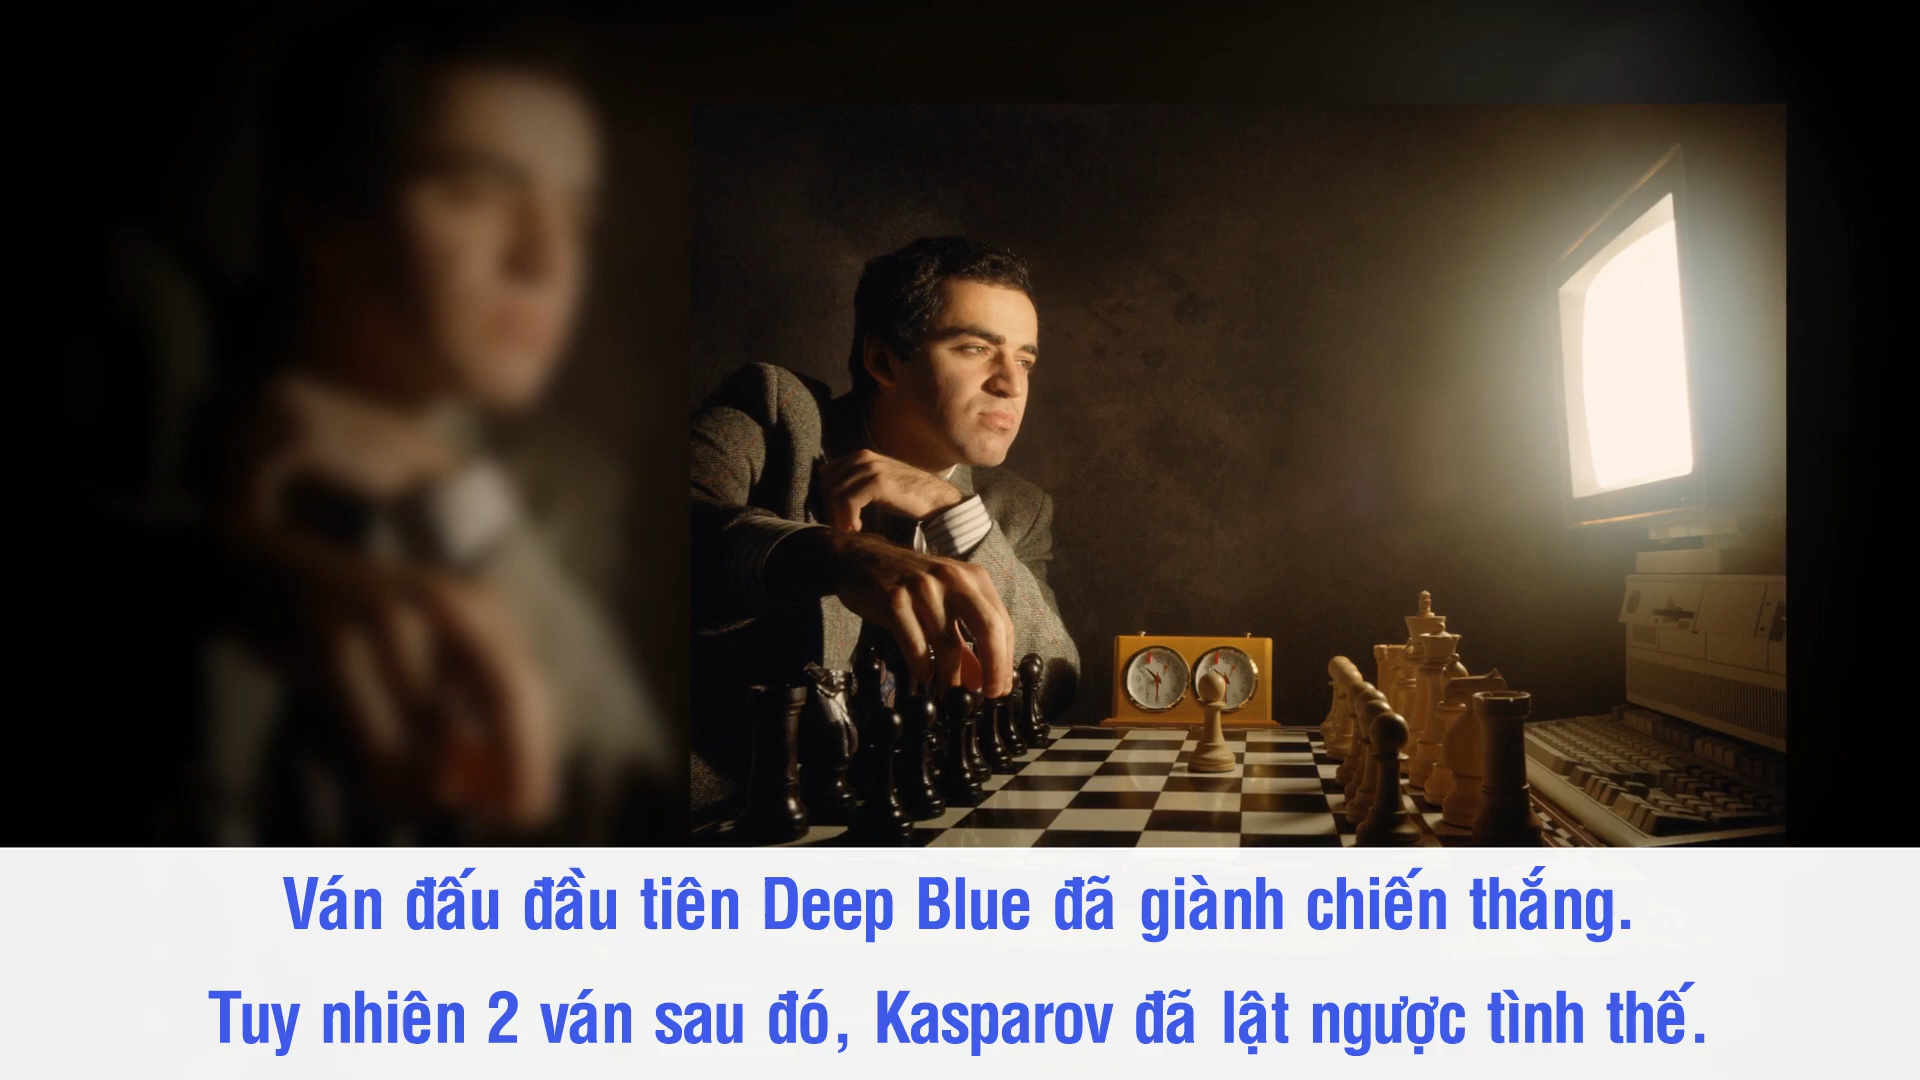 Ván đấu đầu tiên Deep Blue đã giành chiến thắng.
Tuy nhiên 2 ván sau đó, Kasparov đã lật ngược tình thế.